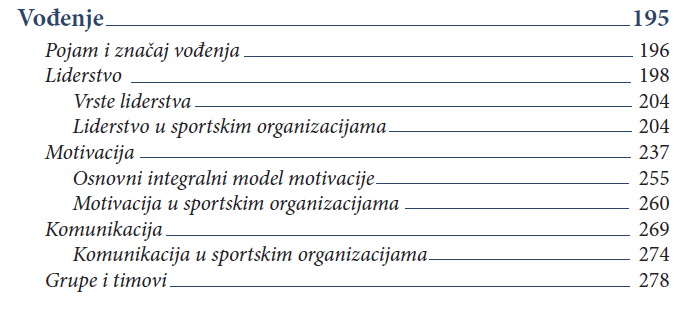 Vođenje 195
Pojam i značaj vođenja 196
Liderstvo 198
Vrste liderstva 204
Liderstvo u sportskim organizacijama 204
Motivacija 237
Osnovni integralni model motivacije 255
Motivacija u sportskim organizacijama 260
Komunikacija 269
Komunikacija u sportskim organizacijama 274
Grupe i timovi 278